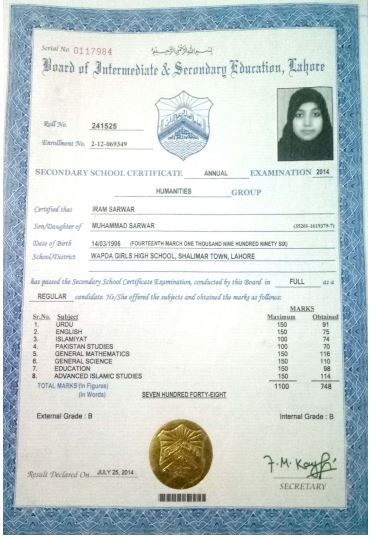 Serial No 0117984
بسم الله الرحمن الرحيم
Board of Intermediate & Secondary Education, Lahore
Roll No. 241525
Enrollment No. 2-12-069349
SECONDARY SCHOOL CERTIFICATE ANNUAL EXAMINATION 2014
HUMANITIES GROUP
Certified that IRAM SARWAR
Son/Daughter of MUHAMMAD SARWAR (35201-1619379-7)
Date of Birth 14/03/1996 (FOURTEENTH MARCH ONE THOUSAND NINE HUNDRED NINETY SIX)
School/District WAPDA GIRLS HIGH SCHOOL, SHALIMAR TOWN, LAHORE
has passed the Secondary School Certificate Examination, conducted by this Board in FULL as a
REGULAR candidate. He/She offered the subjects and obtained the marks as follows:
MARKS
Sr.No. Subject Maximum Obtained
1. URDU 150 91
2. ENGLISH 150 75
3. ISLAMIYAT 100 74
4. PAKISTAN STUDIES 100 70
5. GENERAL MATHEMATICS 150 116
6. GENERAL SCIENCE 150 110
7. EDUCATION 150 98
8. ADVANCED ISLAMIC STUDIES 150 114
TOTAL MARKS (In Figures) 1100 748
(In Words) SEVEN HUNDRED FORTY-EIGHT
External Grade : B Internal Grade : B
Result Declared On JULY 25, 2014
SECRETARY